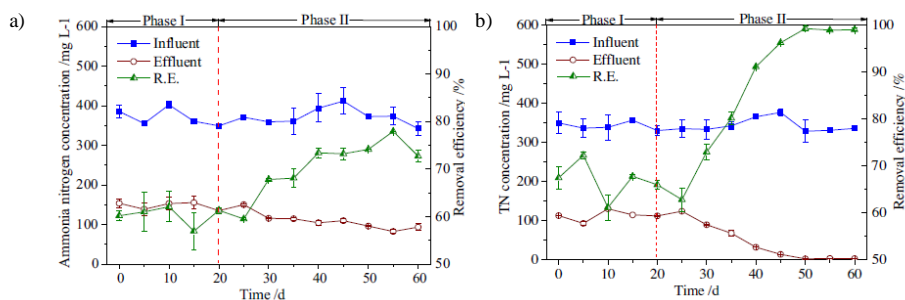 a)
Phase I
Phase II
Influent
Effluent
R.E.
Ammonia nitrogen concentration /mg L-1
600
500
400
300
200
100
0
Removal efficiency /%
100
90
80
70
60
50
0 10 20 30 40 50 60
Time /d
b)
Phase I
Phase II
Influent
Effluent
R.E.
TN concentration /mg L-1
600
500
400
300
200
100
0
Removal efficiency /%
100
90
80
70
60
50
0 10 20 30 40 50 60
Time /d